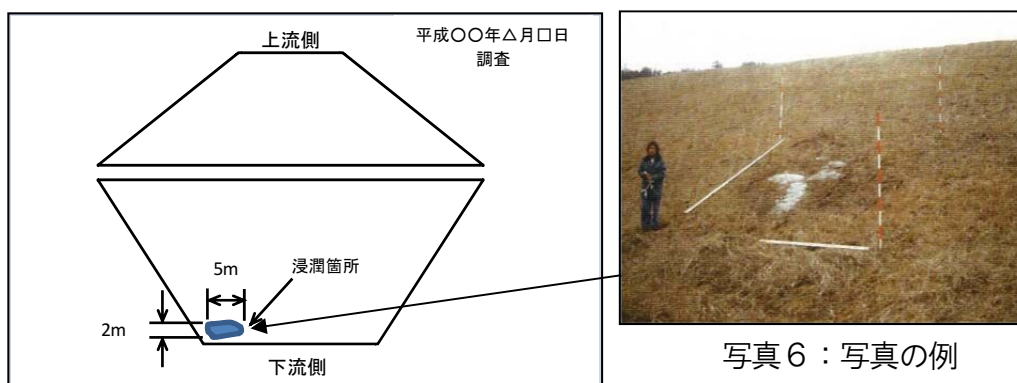 上流側
平成〇〇年△月□日
調査
5m
浸潤箇所
2m
下流側
写真６：写真の例